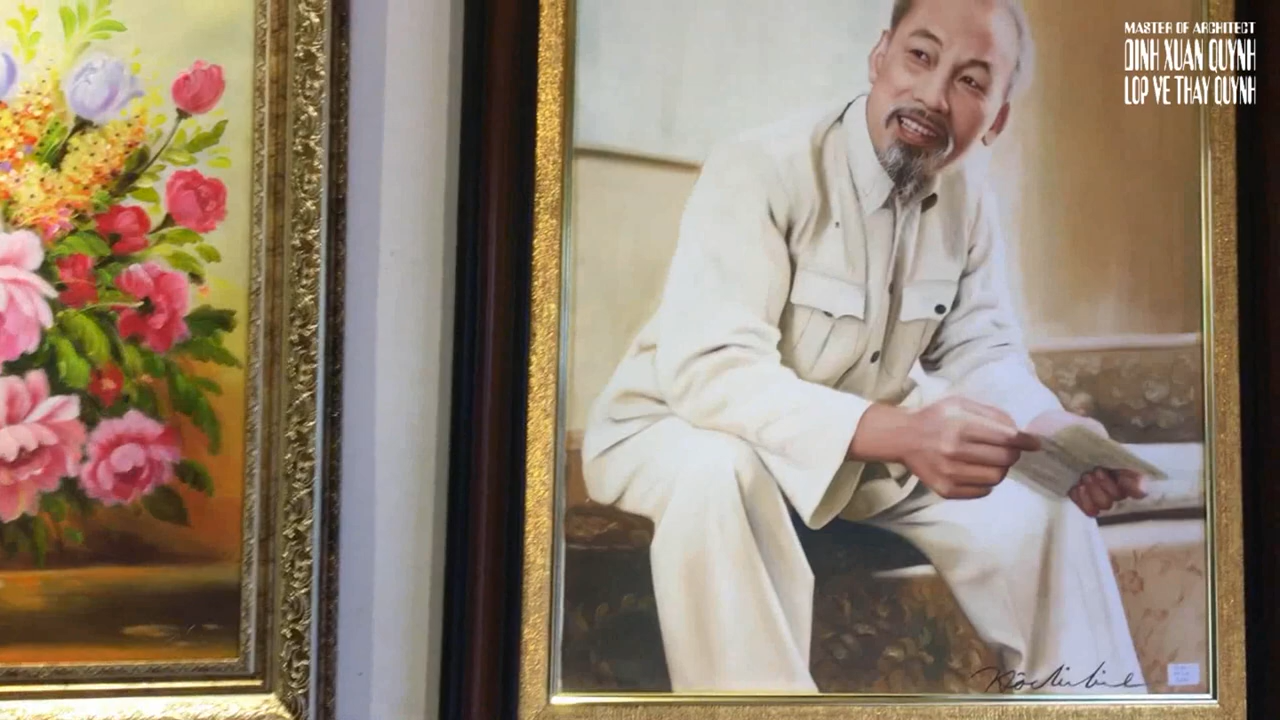 MASTER OF ARCHITECT
DINH XUAN QUYNH
LOP VE THAY QUYNH